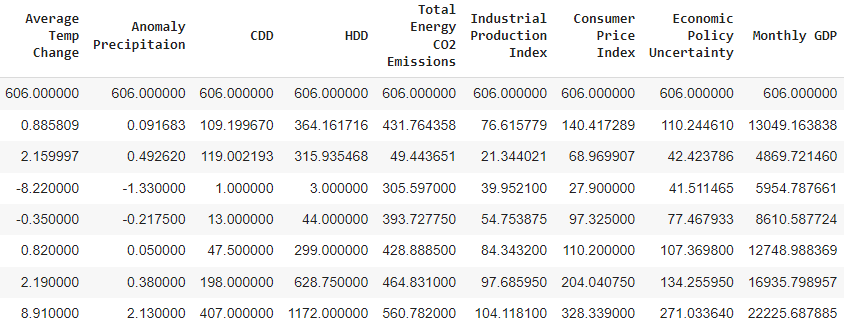 Average Temp Change Anomaly Precipitaion CDD HDD Total Energy CO2 Emissions Industrial Production Index Consumer Price Index Economic Policy Uncertainty Monthly GDP
606.000000 606.000000 606.000000 606.000000 606.000000 606.000000 606.000000 606.000000 606.000000
0.885809 0.091683 109.199670 364.161716 431.764358 76.615779 140.417289 110.244610 13049.163838
2.159997 0.492620 119.002193 315.935468 49.443651 21.344021 68.969907 42.423786 4869.721460
-8.220000 -1.330000 1.000000 3.000000 305.597000 39.952100 27.900000 41.511465 5954.787661
-0.350000 -0.217500 13.000000 44.000000 393.727750 54.753875 97.325000 77.467933 8610.587724
0.820000 0.050000 47.500000 299.000000 428.888500 84.343200 110.200000 107.369800 12748.988369
2.190000 0.380000 198.000000 628.750000 464.831000 97.685950 204.040750 134.255950 16935.798957
8.910000 2.130000 407.000000 1172.000000 560.782000 104.118100 328.339000 271.033640 22225.687885